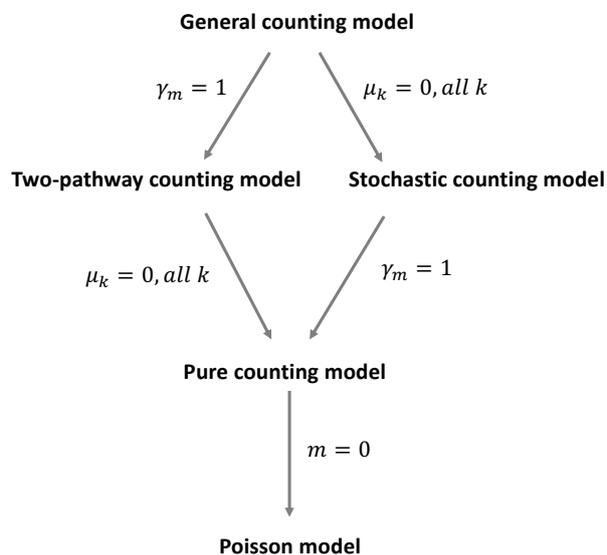 General counting model
γₘ = 1
μₖ = 0, all k
Two-pathway counting model
Stochastic counting model
μₖ = 0, all k
γₘ = 1
Pure counting model
m = 0
Poisson model